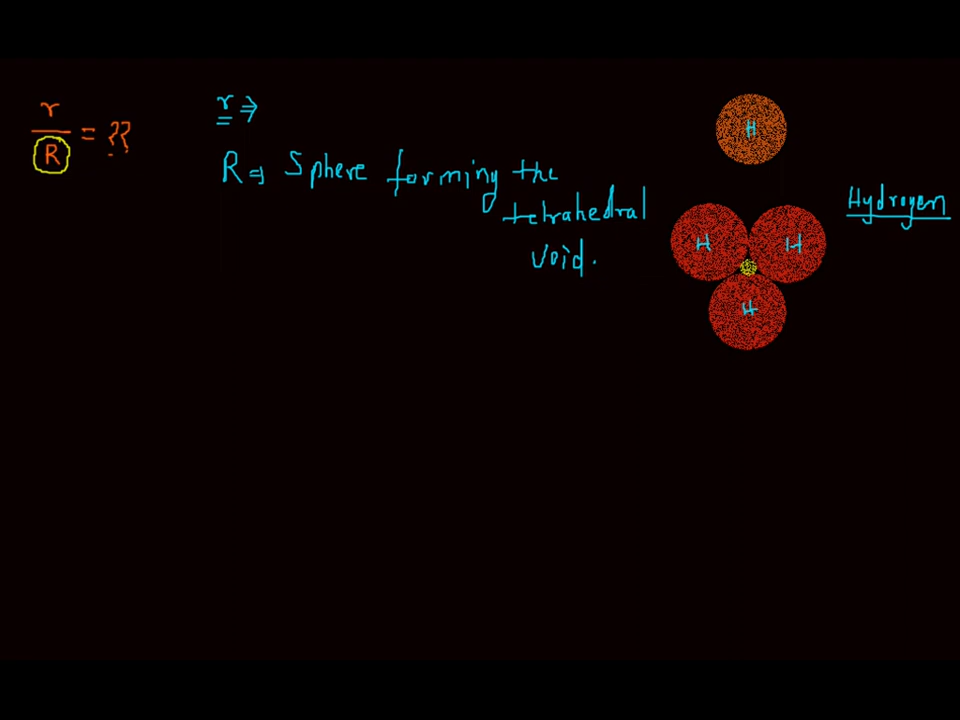 r/R = ??
r ⇒
R ⇒ Sphere forming the
tetrahedral
void.
H
Hydrogen
H H
H